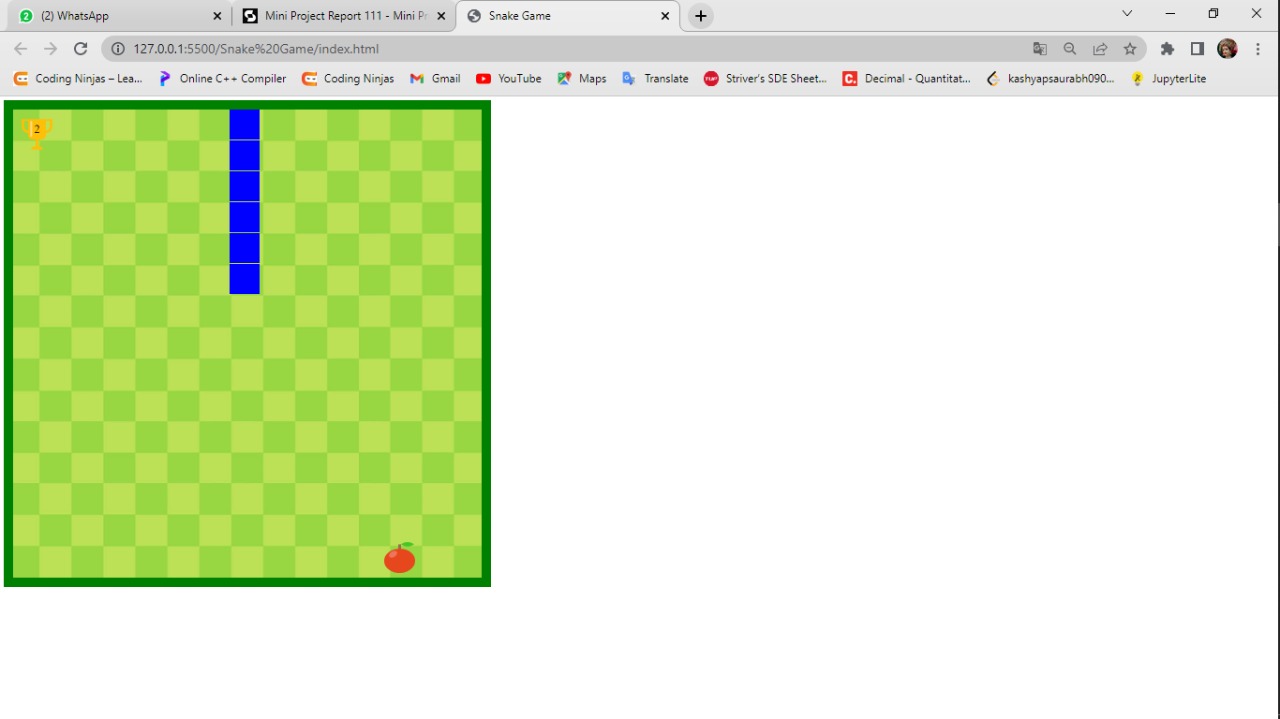 2 (2) WhatsApp
Mini Project Report 111 - Mini Pr
Snake Game
127.0.0.1:5500/Snake%20Game/index.html
Coding Ninjas – Lea... Online C++ Compiler Coding Ninjas Gmail YouTube Maps Translate TUF Striver's SDE Sheet... C. Decimal - Quantitat... kashyapsaurabh090... JupyterLite
2